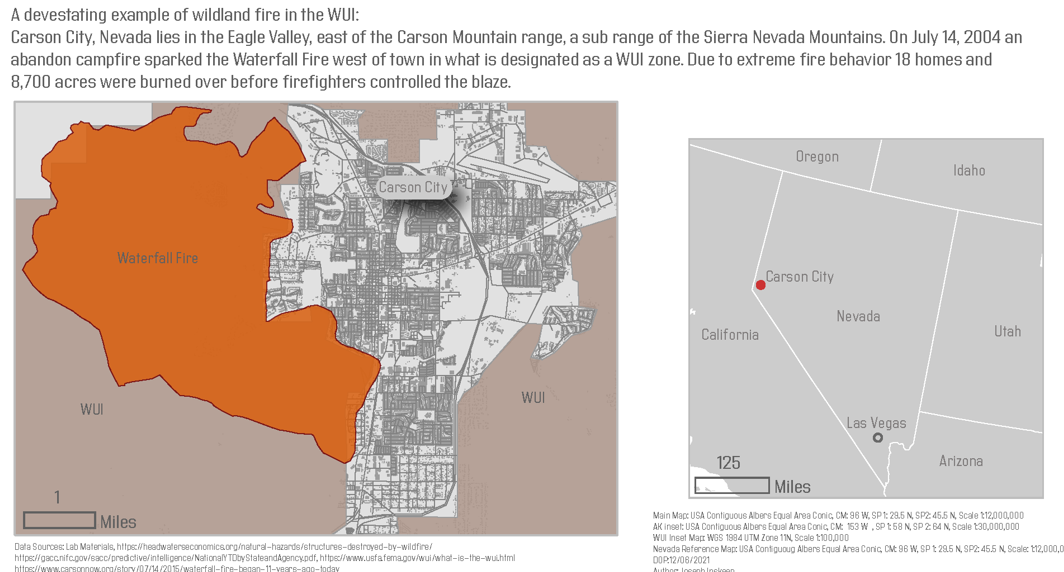 A devestating example of wildland fire in the WUI:
Carson City, Nevada lies in the Eagle Valley, east of the Carson Mountain range, a sub range of the Sierra Nevada Mountains. On July 14, 2004 an
abandon campfire sparked the Waterfall Fire west of town in what is designated as a WUI zone. Due to extreme fire behavior 18 homes and
8,700 acres were burned over before firefighters controlled the blaze.
Carson City
Waterfall Fire
WUI
WUI
1
Miles
Oregon
Idaho
Carson City
Nevada
California
Utah
Las Vegas
Arizona
125
Miles
Data Sources: Lab Materials, https://headwaterseconomics.org/natural-hazards/structures-destroyed-by-wildfire/
https://gacc.nifc.gov/sacc/predictive/intelligence/NationalYTDbyStateandAgency.pdf, https://www.usfa.fema.gov/wui/what-is-the-wui.html
https://www.carsonnow.org/story/07/14/2015/waterfall-fire-began-11-years-ago-today
Main Map: USA Contiguous Albers Equal Area Conic, CM: 96 W, SP 1: 29.5 N, SP2: 45.5 N, Scale 1:12,000,000
AK inset: USA Contiguous Albers Equal Area Conic, CM: 153 W , SP 1: 58 N, SP 2: 64 N, Scale 1:30,000,000
WUI Inset Map: WGS 1984 UTM Zone 11N, Scale 1:100,000
Nevada Reference Map: USA Contiguoug Albers Equal Area Conic, CM: 96 W, SP 1: 29.5 N, SP2: 45.5 N, Scale: 1:12,000,0
DOP:12/06/2021
Author: Joseph Inskeep